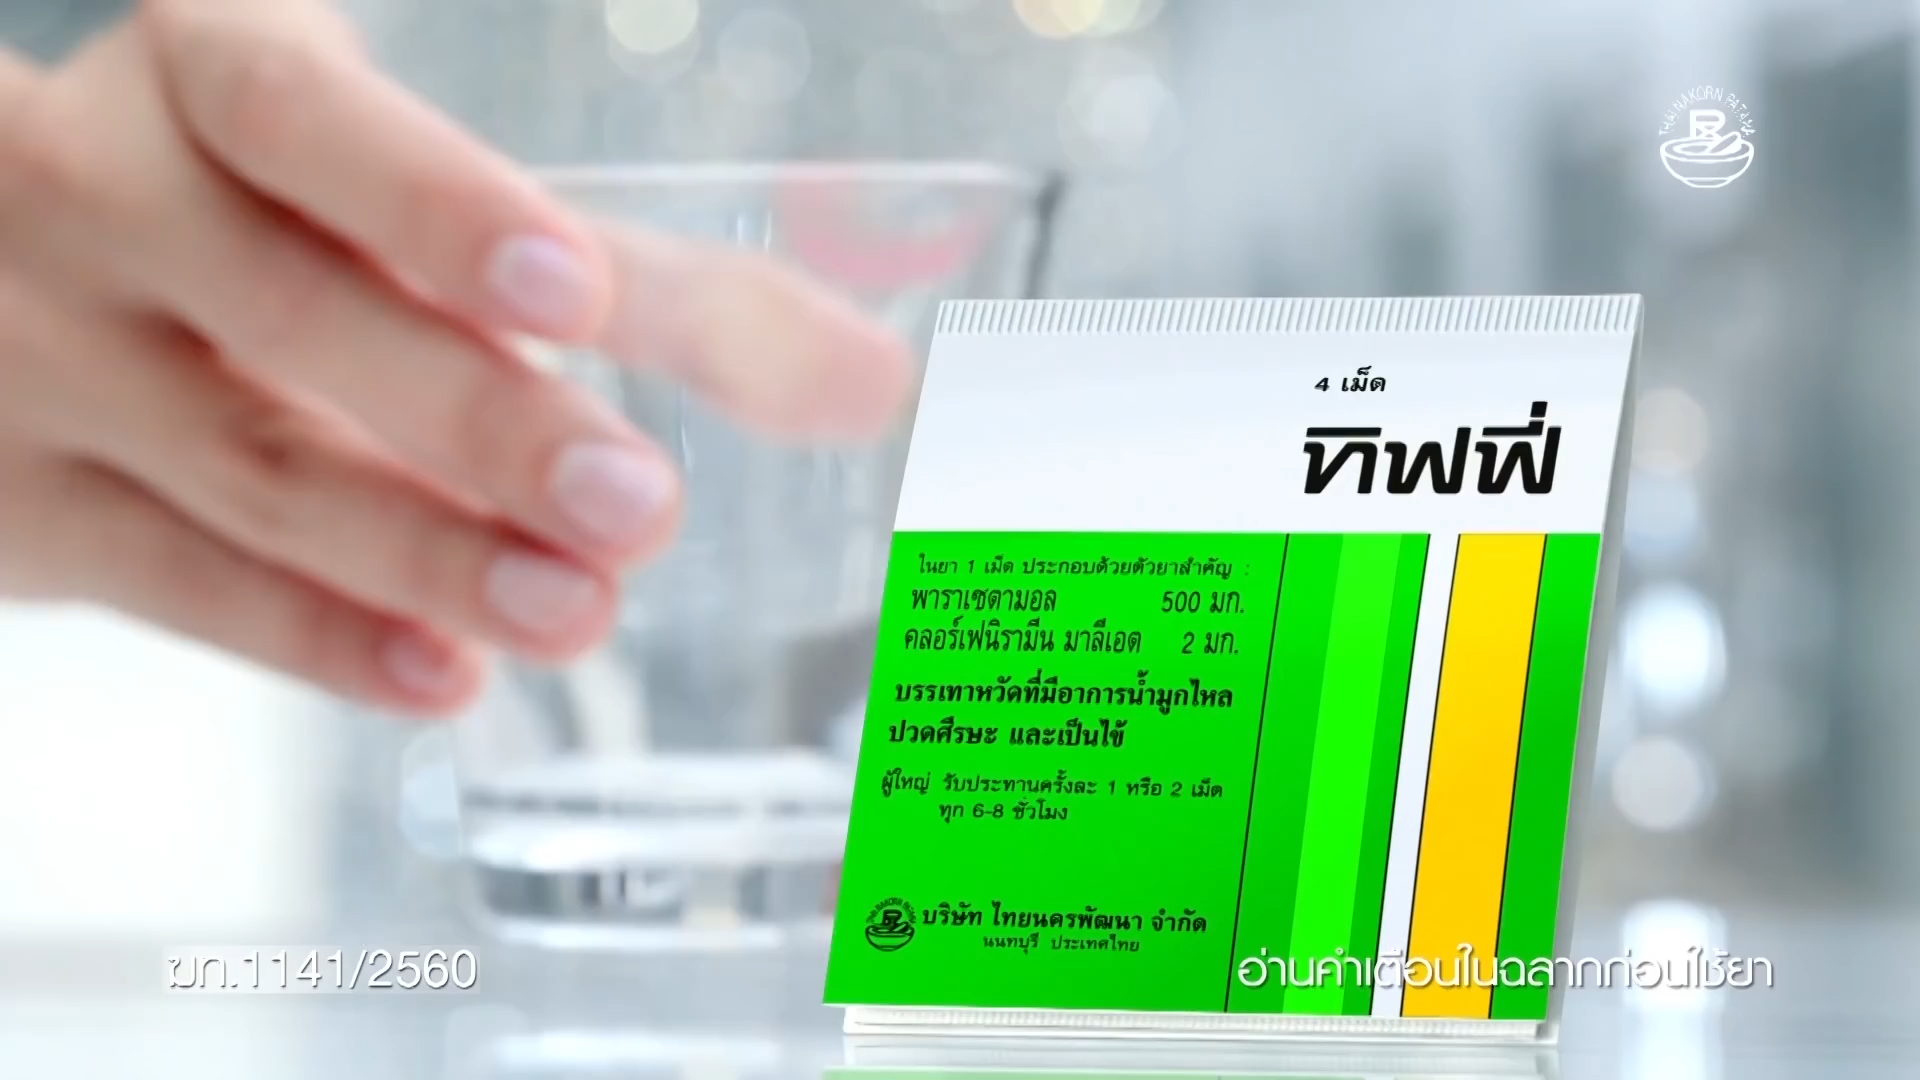 THAI NAKORN PATANA
4 เม็ด
ทิฟฟี่
ในยา 1 เม็ด ประกอบด้วยตัวยาสำคัญ :
พาราเซตามอล 500 มก.
คลอร์เฟนิรามีน มาลีเอต 2 มก.
บรรเทาหวัดที่มีอาการน้ำมูกไหล
ปวดศีรษะ และเป็นไข้
ผู้ใหญ่ รับประทานครั้งละ 1 หรือ 2 เม็ด
ทุก 6-8 ชั่วโมง
THAI NAKORN PATANA
บริษัท ไทยนครพัฒนา จำกัด
นนทบุรี ประเทศไทย
ฆท.1141/2560
อ่านคำเตือนในฉลากก่อนใช้ยา